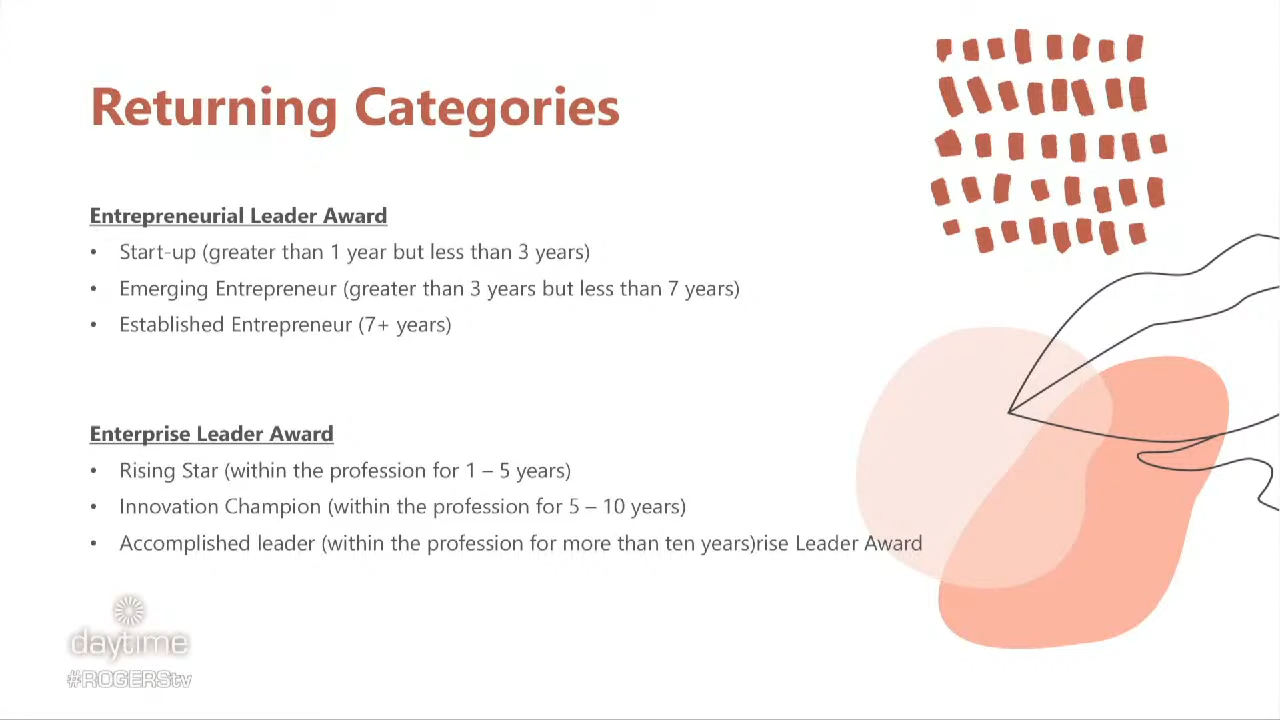 Returning Categories
Entrepreneurial Leader Award
• Start-up (greater than 1 year but less than 3 years)
• Emerging Entrepreneur (greater than 3 years but less than 7 years)
• Established Entrepreneur (7+ years)
Enterprise Leader Award
• Rising Star (within the profession for 1 – 5 years)
• Innovation Champion (within the profession for 5 – 10 years)
• Accomplished leader (within the profession for more than ten years)rise Leader Award
daytime
#ROGERStv